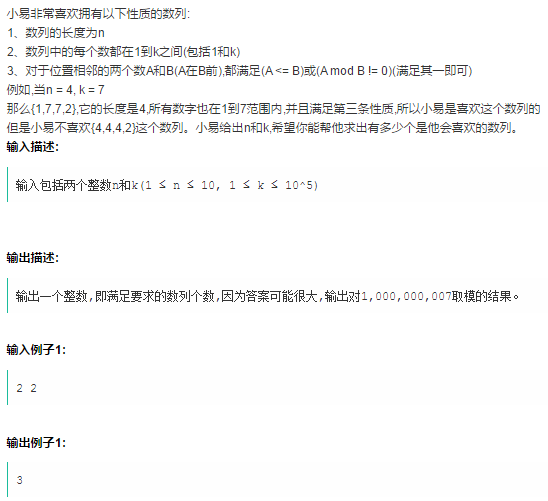 小易非常喜欢拥有以下性质的数列:
1、数列的长度为n
2、数列中的每个数都在1到k之间(包括1和k)
3、对于位置相邻的两个数A和B(A在B前),都满足(A <= B)或(A mod B != 0)(满足其一即可)
例如,当n = 4, k = 7
那么{1,7,7,2},它的长度是4,所有数字也在1到7范围内,并且满足第三条性质,所以小易是喜欢这个数列的
但是小易不喜欢{4,4,4,2}这个数列。小易给出n和k,希望你能帮他求出有多少个是他会喜欢的数列。
输入描述:
输入包括两个整数n和k(1 ≤ n ≤ 10, 1 ≤ k ≤ 10^5)
输出描述:
输出一个整数,即满足要求的数列个数,因为答案可能很大,输出对1,000,000,007取模的结果。
输入例子1:
2 2
输出例子1:
3